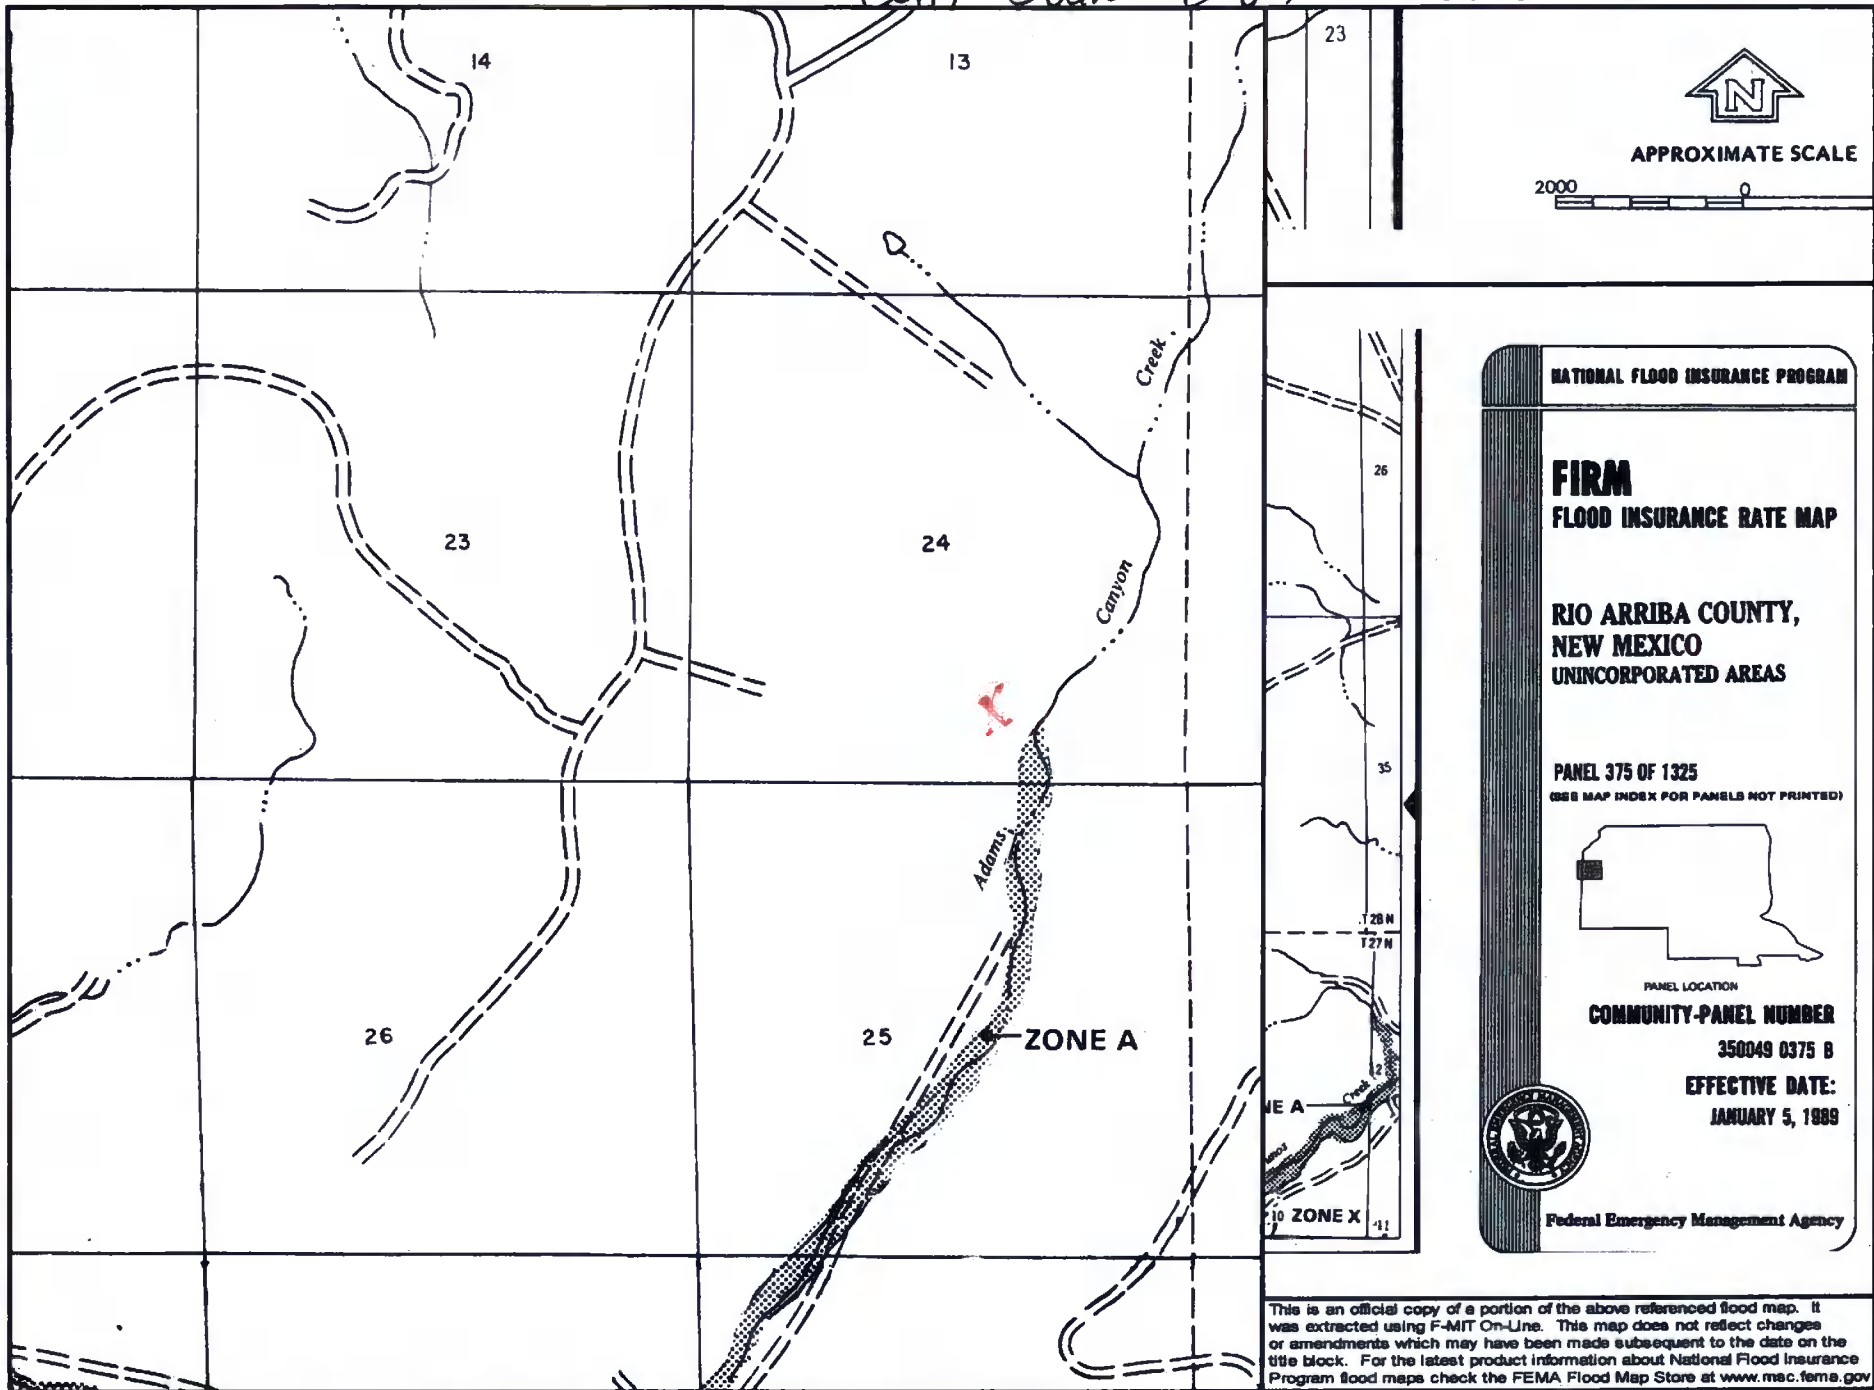 14
13
23
24
26
25
Creek
Canyon
Adams
ZONE A
23
26
35
T28N
T27N
12
Creek
NE A
10 ZONE X 11
N
APPROXIMATE SCALE
2000 0
NATIONAL FLOOD INSURANCE PROGRAM
FIRM
FLOOD INSURANCE RATE MAP
RIO ARRIBA COUNTY,
NEW MEXICO
UNINCORPORATED AREAS
PANEL 375 OF 1325
(SEE MAP INDEX FOR PANELS NOT PRINTED)
PANEL LOCATION
COMMUNITY-PANEL NUMBER
350049 0375 B
EFFECTIVE DATE:
JANUARY 5, 1989
Federal Emergency Management Agency
This is an official copy of a portion of the above referenced flood map. It
was extracted using F-MIT On-Line. This map does not reflect changes
or amendments which may have been made subsequent to the date on the
title block. For the latest product information about National Flood Insurance
Program flood maps check the FEMA Flood Map Store at www.msc.fema.gov